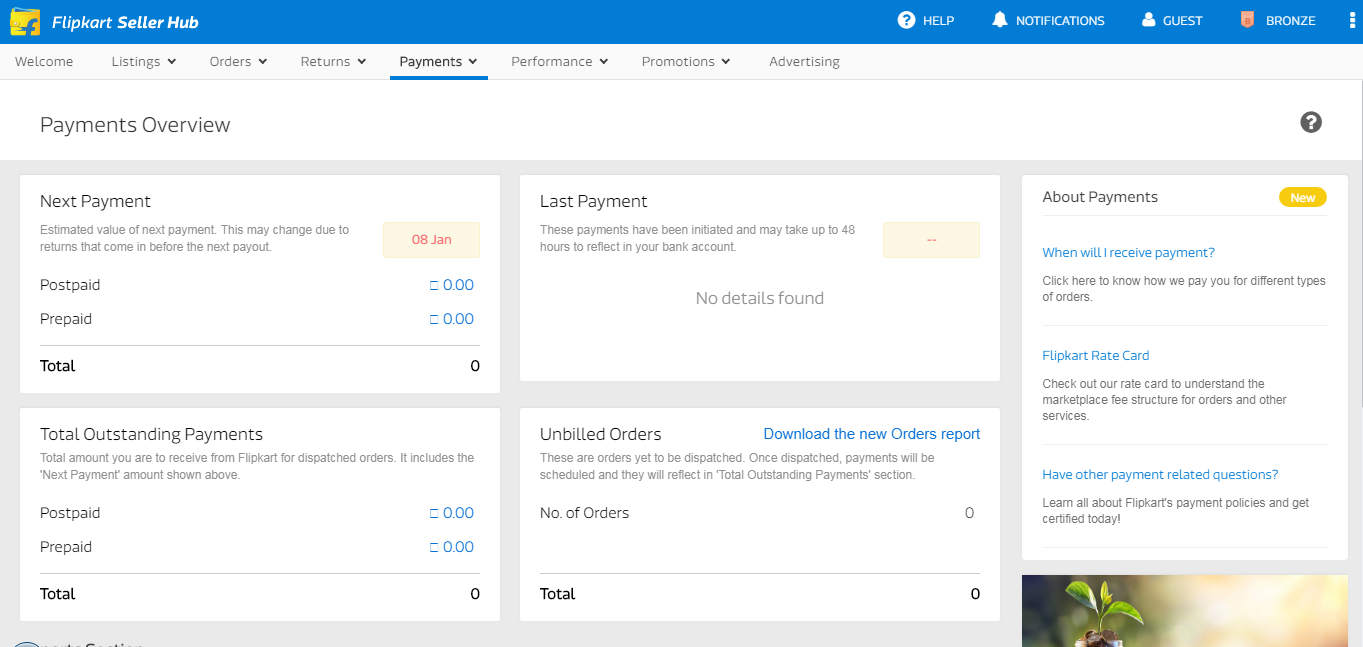 Flipkart Seller Hub
HELP
NOTIFICATIONS
GUEST
BRONZE
Welcome
Listings
Orders
Returns
Payments
Performance
Promotions
Advertising
Payments Overview
?
Next Payment
Estimated value of next payment. This may change due to
returns that come in before the next payout.
08 Jan
Postpaid
□ 0.00
Prepaid
□ 0.00
Total
0
Last Payment
These payments have been initiated and may take up to 48
hours to reflect in your bank account.
--
No details found
Total Outstanding Payments
Total amount you are to receive from Flipkart for dispatched orders. It includes the
'Next Payment' amount shown above.
Postpaid
□ 0.00
Prepaid
□ 0.00
Total
0
Unbilled Orders
Download the new Orders report
These are orders yet to be dispatched. Once dispatched, payments will be
scheduled and they will reflect in 'Total Outstanding Payments' section.
No. of Orders
0
Total
0
About Payments
New
When will I receive payment?
Click here to know how we pay you for different types
of orders.
Flipkart Rate Card
Check out our rate card to understand the
marketplace fee structure for orders and other
services.
Have other payment related questions?
Learn all about Flipkart's payment policies and get
certified today!